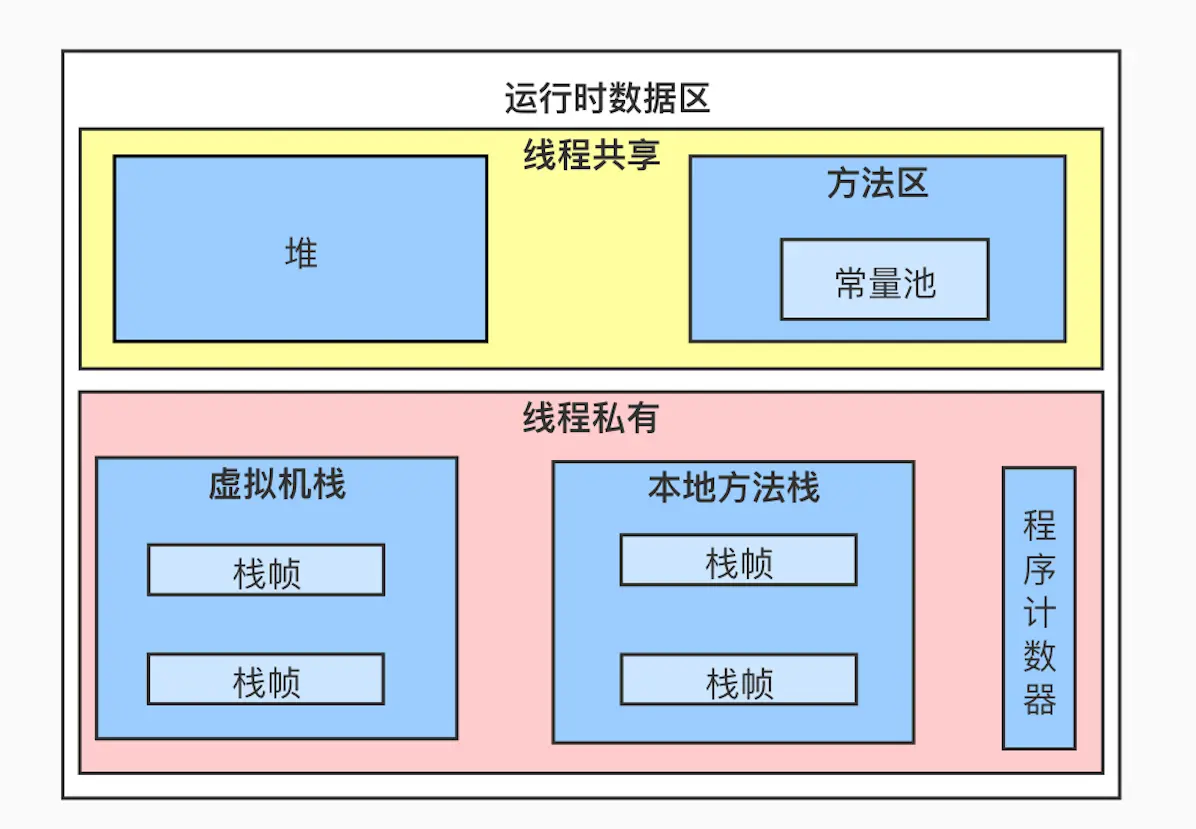 运行时数据区
线程共享
堆
方法区
常量池
线程私有
虚拟机栈
栈帧
栈帧
本地方法栈
栈帧
栈帧
程序计数器